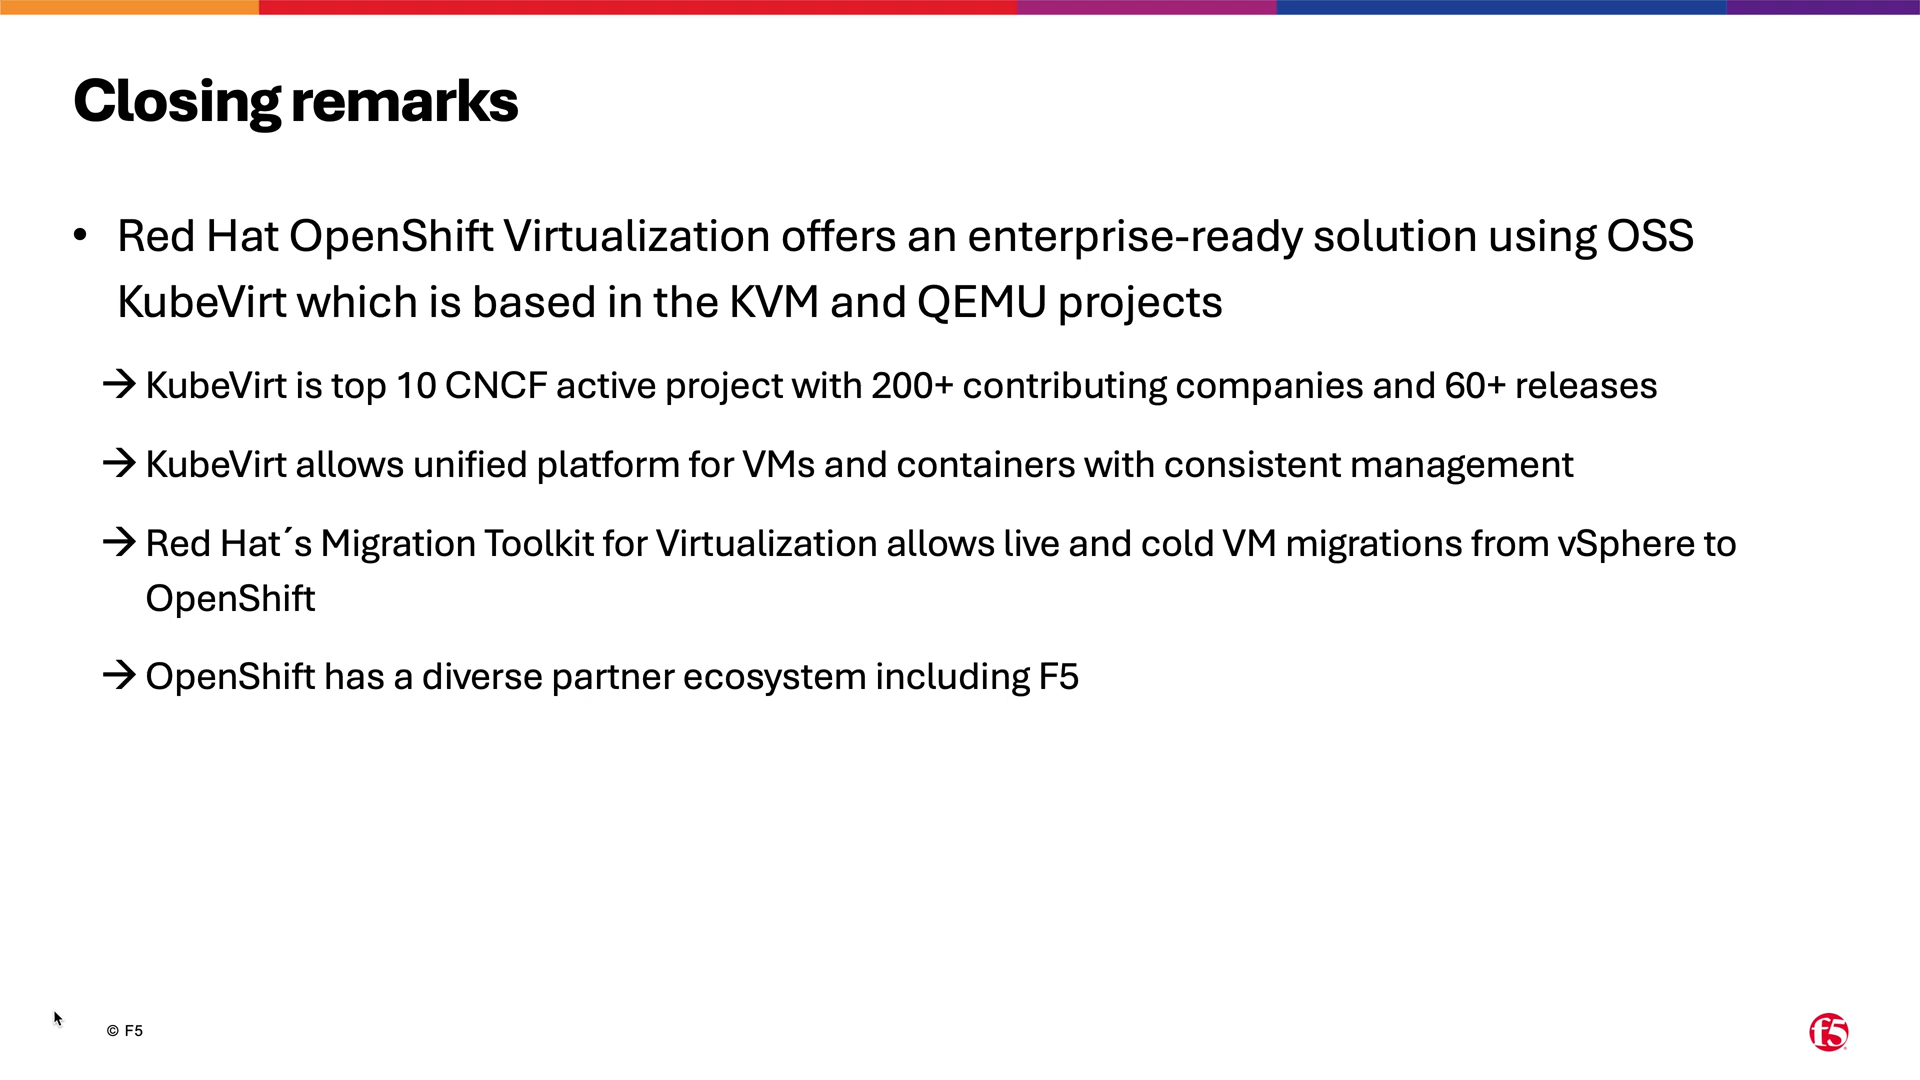 Closing remarks
• Red Hat OpenShift Virtualization offers an enterprise-ready solution using OSS
KubeVirt which is based in the KVM and QEMU projects
→ KubeVirt is top 10 CNCF active project with 200+ contributing companies and 60+ releases
→ KubeVirt allows unified platform for VMs and containers with consistent management
→ Red Hat´s Migration Toolkit for Virtualization allows live and cold VM migrations from vSphere to
OpenShift
→ OpenShift has a diverse partner ecosystem including F5
© F5
f5